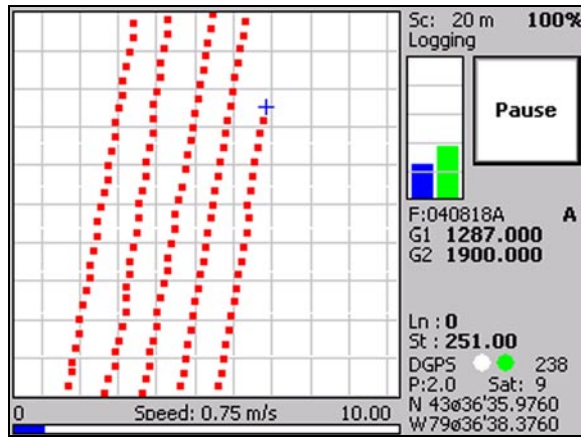 Sc: 20 m 100%
Logging
Pause
F:040818A A
G1 1287.000
G2 1900.000
Ln : 0
St : 251.00
DGPS 238
P:2.0 Sat: 9
N 43ø36'35.9760
W79ø36'38.3760
0 Speed: 0.75 m/s 10.00